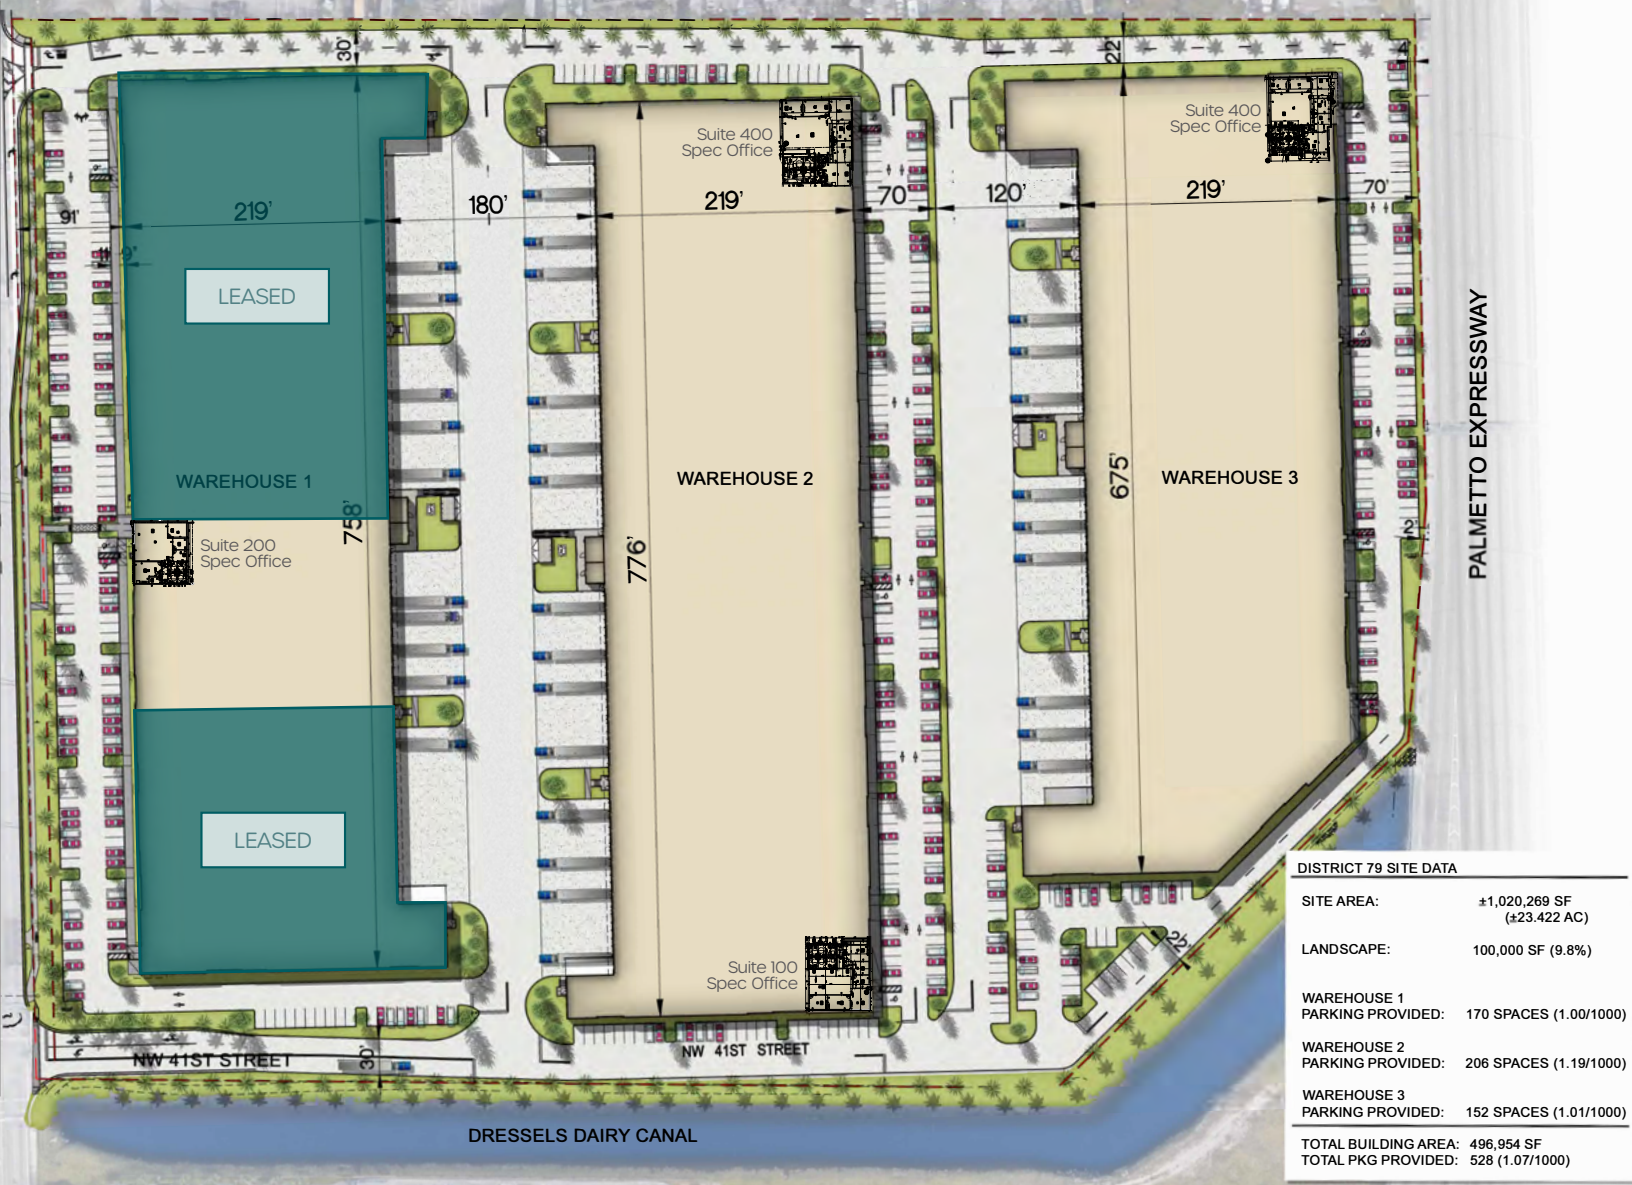 30'
22'
219'
180'
219'
70'
120'
219'
70'
91'
9'
Suite 400
Spec Office
Suite 400
Spec Office
LEASED
WAREHOUSE 1
758'
Suite 200
Spec Office
LEASED
WAREHOUSE 2
776'
Suite 100
Spec Office
WAREHOUSE 3
675'
2'
22'
PALMETTO EXPRESSWAY
NW 41ST STREET
30'
NW 41ST STREET
DRESSELS DAIRY CANAL
DISTRICT 79 SITE DATA
SITE AREA: ±1,020,269 SF
(±23.422 AC)
LANDSCAPE: 100,000 SF (9.8%)
WAREHOUSE 1
PARKING PROVIDED: 170 SPACES (1.00/1000)
WAREHOUSE 2
PARKING PROVIDED: 206 SPACES (1.19/1000)
WAREHOUSE 3
PARKING PROVIDED: 152 SPACES (1.01/1000)
TOTAL BUILDING AREA: 496,954 SF
TOTAL PKG PROVIDED: 528 (1.07/1000)